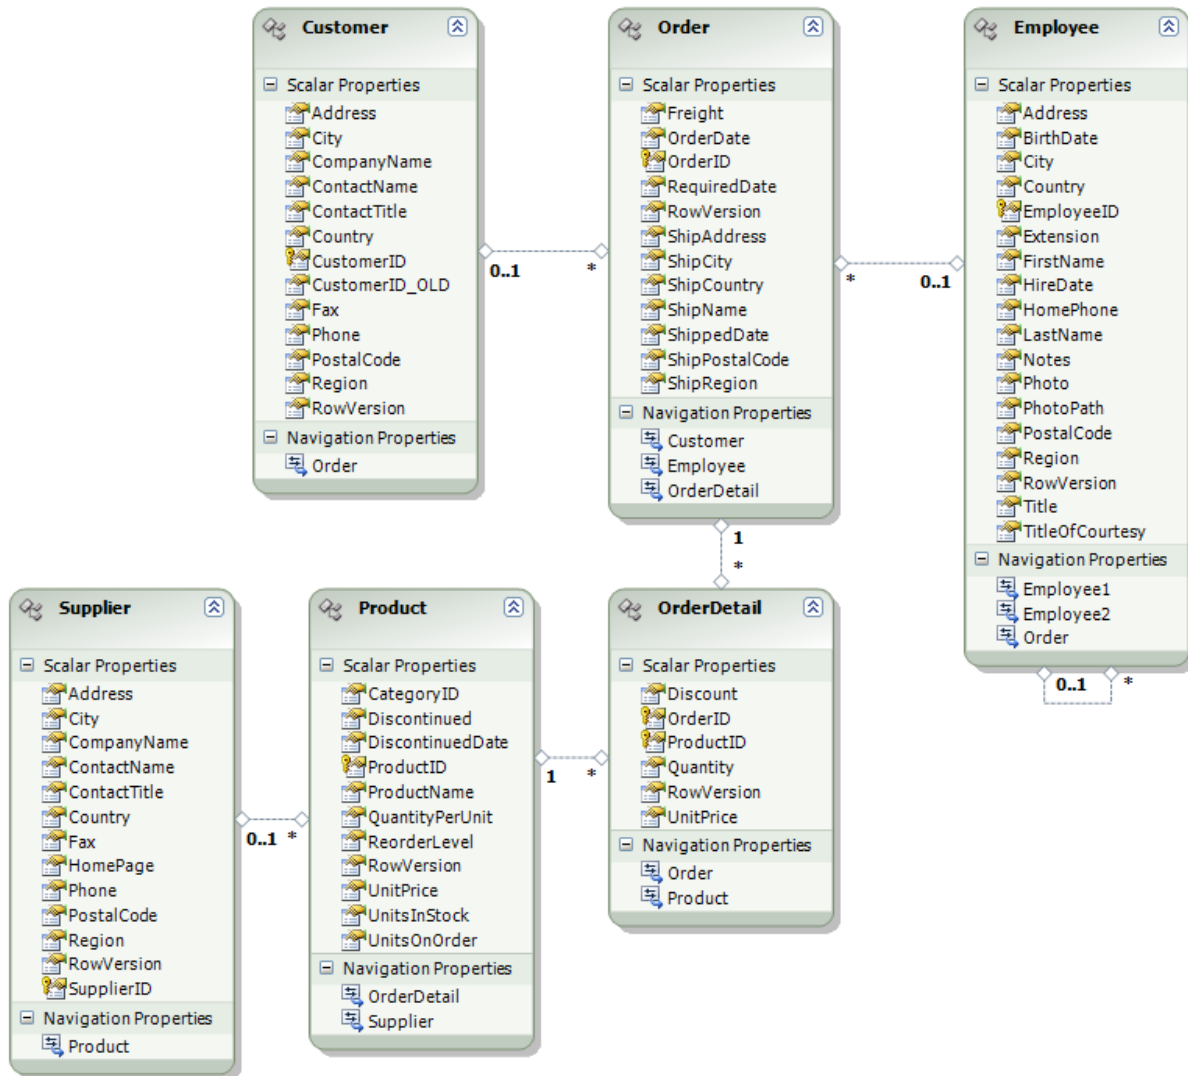 Customer
Scalar Properties
Address
City
CompanyName
ContactName
ContactTitle
Country
CustomerID
CustomerID_OLD
Fax
Phone
PostalCode
Region
RowVersion
Navigation Properties
Order
0..1
*
Order
Scalar Properties
Freight
OrderDate
OrderID
RequiredDate
RowVersion
ShipAddress
ShipCity
ShipCountry
ShipName
ShippedDate
ShipPostalCode
ShipRegion
Navigation Properties
Customer
Employee
OrderDetail
*
0..1
Employee
Scalar Properties
Address
BirthDate
City
Country
EmployeeID
Extension
FirstName
HireDate
HomePhone
LastName
Notes
Photo
PhotoPath
PostalCode
Region
RowVersion
Title
TitleOfCourtesy
Navigation Properties
Employee1
Employee2
Order
0..1
*
1
*
Supplier
Scalar Properties
Address
City
CompanyName
ContactName
ContactTitle
Country
Fax
HomePage
Phone
PostalCode
Region
RowVersion
SupplierID
Navigation Properties
Product
0..1
*
Product
Scalar Properties
CategoryID
Discontinued
DiscontinuedDate
ProductID
ProductName
QuantityPerUnit
ReorderLevel
RowVersion
UnitPrice
UnitsInStock
UnitsOnOrder
Navigation Properties
OrderDetail
Supplier
1
*
OrderDetail
Scalar Properties
Discount
OrderID
ProductID
Quantity
RowVersion
UnitPrice
Navigation Properties
Order
Product